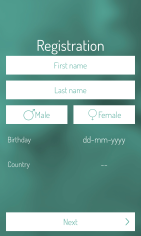 Registration
First name
Last name
Male Female
Birthday dd-mm-yyyy
Country --
Next